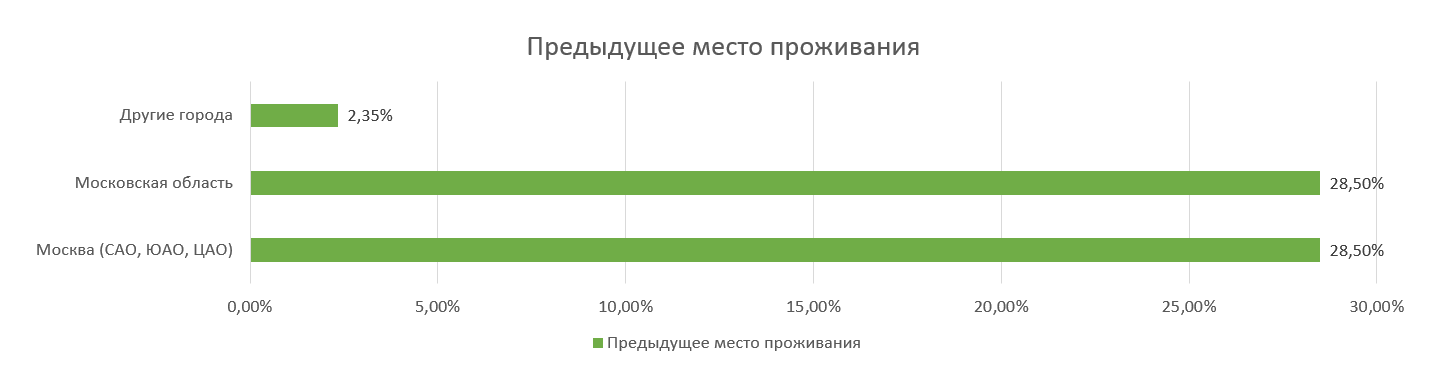 Предыдущее место проживания
Другие города
2,35%
Московская область
28,50%
Москва (САО, ЮАО, ЦАО)
28,50%
0,00% 5,00% 10,00% 15,00% 20,00% 25,00% 30,00%
Предыдущее место проживания